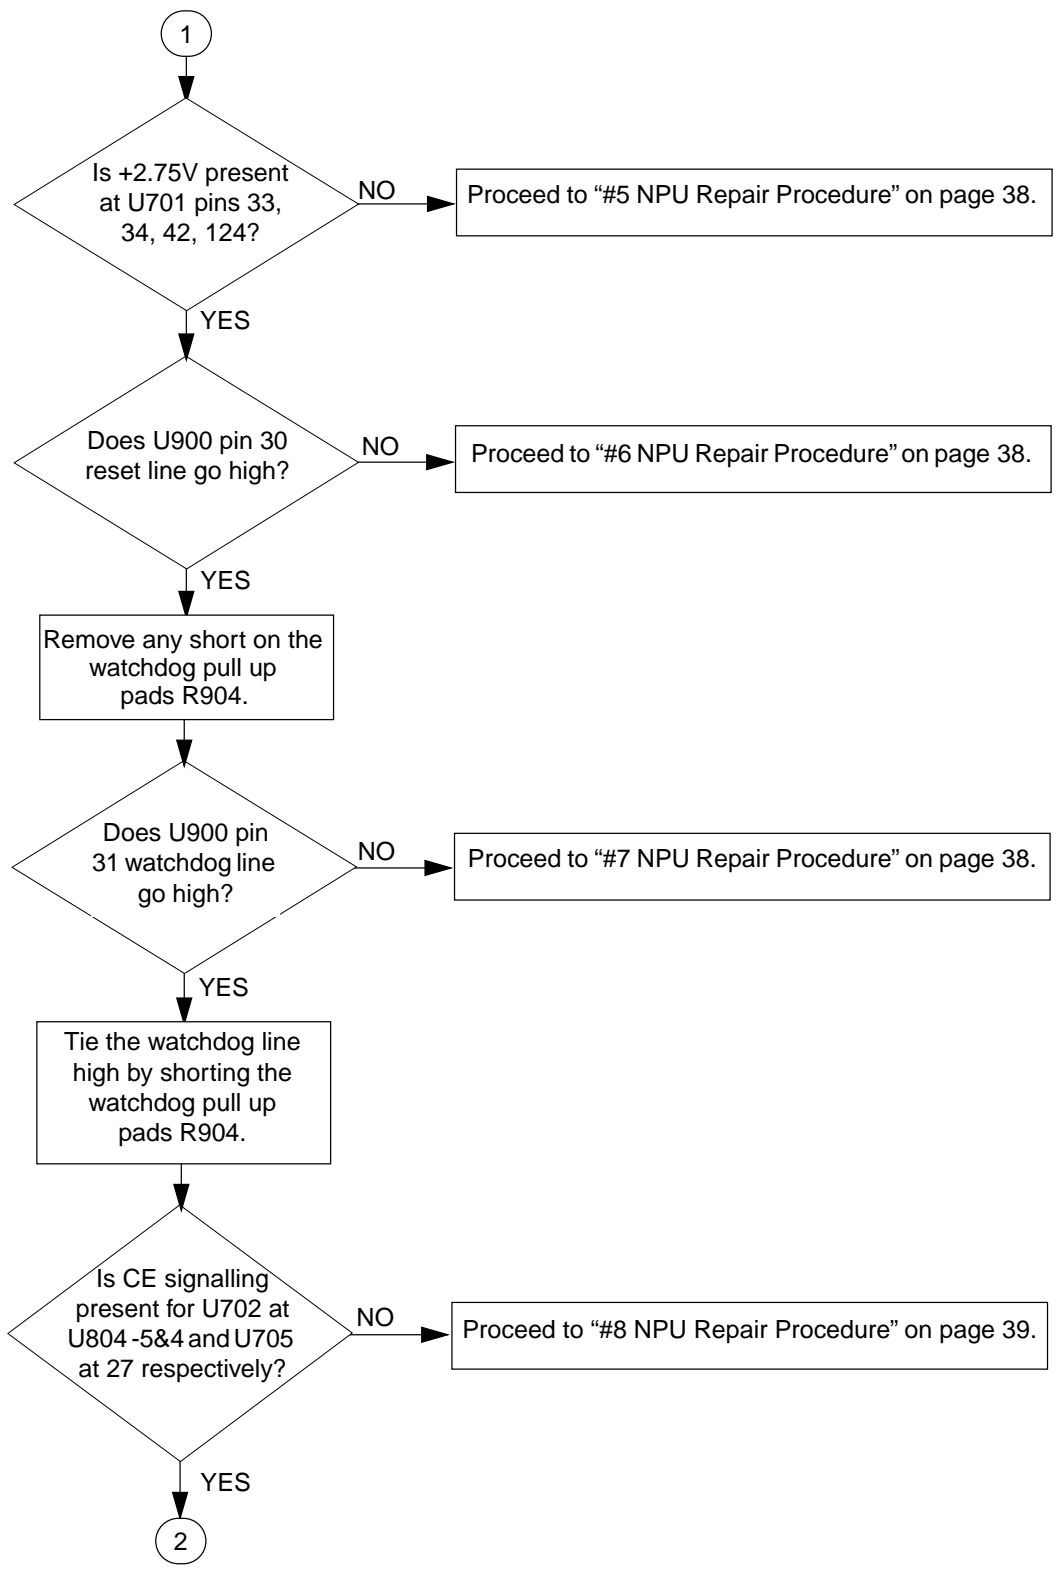 1
Is +2.75V present
at U701 pins 33,
34, 42, 124?
NO
Proceed to “#5 NPU Repair Procedure” on page 38.
YES
Does U900 pin 30
reset line go high?
NO
Proceed to “#6 NPU Repair Procedure” on page 38.
YES
Remove any short on the
watchdog pull up
pads R904.
Does U900 pin
31 watchdog line
go high?
NO
Proceed to “#7 NPU Repair Procedure” on page 38.
YES
Tie the watchdog line
high by shorting the
watchdog pull up
pads R904.
Is CE signalling
present for U702 at
U804 -5&4 and U705
at 27 respectively?
NO
Proceed to “#8 NPU Repair Procedure” on page 39.
YES
2